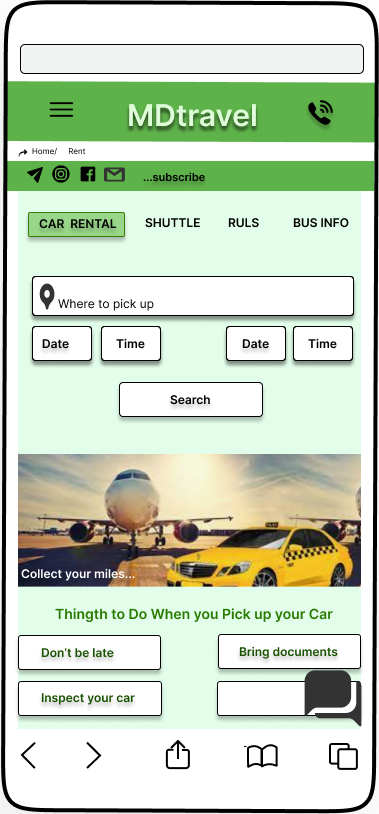 MDtravel
Home/ Rent
...subscribe
CAR RENTAL SHUTTLE RULS BUS INFO
Where to pick up
Date Time Date Time
Search
TAXI
Collect your miles...
Thingth to Do When you Pick up your Car
Don't be late Bring documents
Inspect your car